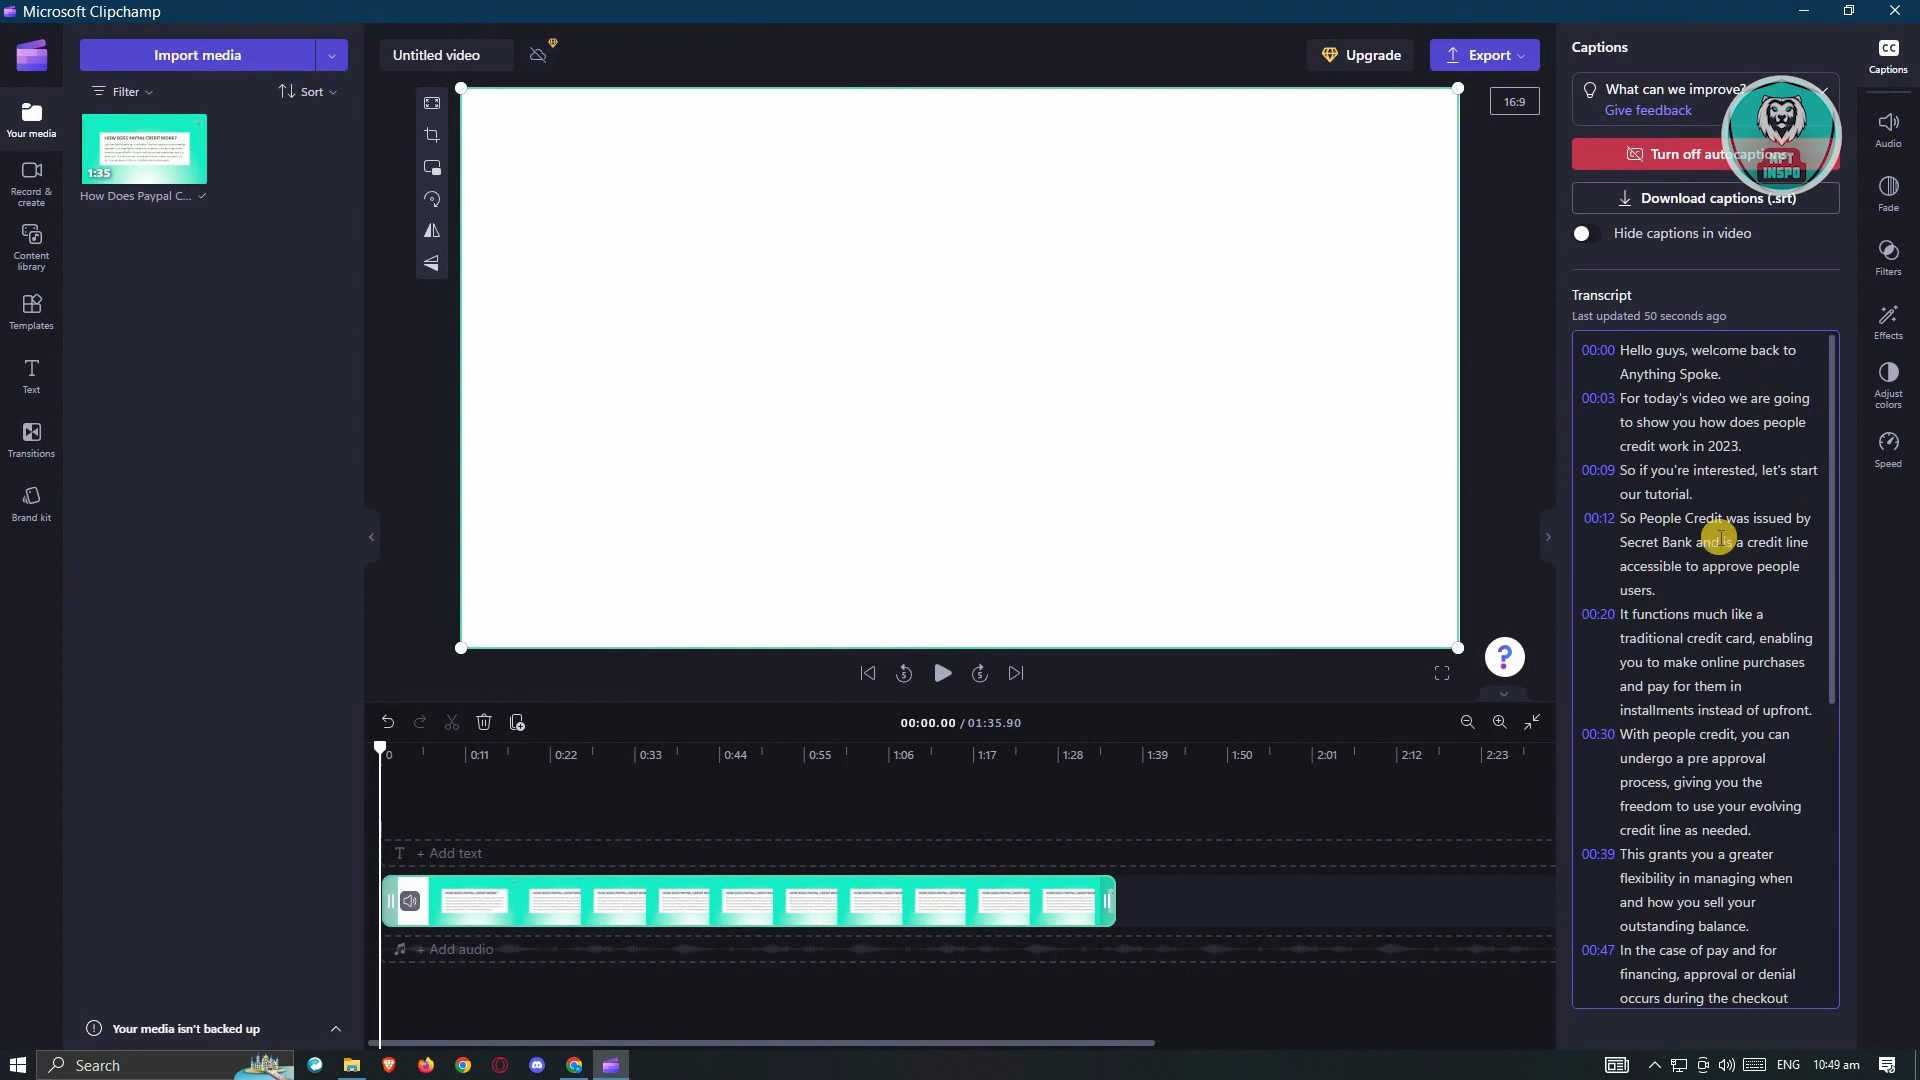 Microsoft Clipchamp
Import media
Filter
Sort
1:35
How Does Paypal C...
Your media
Record &
create
Content
library
Templates
Text
Transitions
Brand kit
Your media isn't backed up
Untitled video
Upgrade
Export
16:9
00:00.00 / 01:35.90
0
0:11
0:22
0:33
0:44
0:55
1:06
1:17
1:28
1:39
1:50
2:01
2:12
2:23
T + Add text
+ Add audio
Captions
What can we improve?
Give feedback
Turn off autocaptions
Download captions (.srt)
Hide captions in video
NFT
INSPO
Transcript
Last updated 50 seconds ago
00:00 Hello guys, welcome back to
Anything Spoke.
00:03 For today's video we are going
to show you how does people
credit work in 2023.
00:09 So if you're interested, let's start
our tutorial.
00:12 So People Credit was issued by
Secret Bank and is a credit line
accessible to approve people
users.
00:20 It functions much like a
traditional credit card, enabling
you to make online purchases
and pay for them in
installments instead of upfront.
00:30 With people credit, you can
undergo a pre approval
process, giving you the
freedom to use your evolving
credit line as needed.
00:39 This grants you a greater
flexibility in managing when
and how you sell your
outstanding balance.
00:47 In the case of pay and for
financing, approval or denial
occurs during the checkout
CC
Captions
Audio
Fade
Filters
Effects
Adjust
colors
Speed
?
HOW DOES PAYPAL CREDIT WORK?
Search
ENG
10:49 am